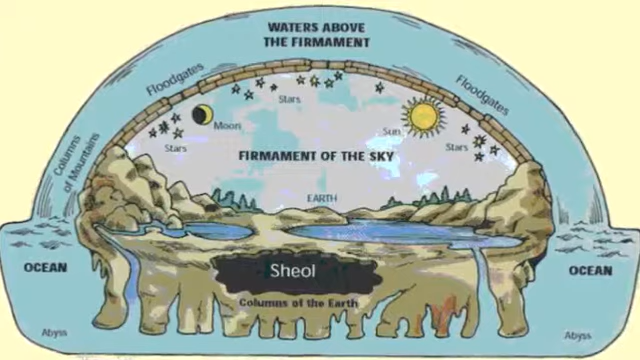 WATERS ABOVE
THE FIRMAMENT
Floodgates
Floodgates
Stars
Moon
Sun
Stars
Stars
Columns
of Mountains
FIRMAMENT OF THE SKY
EARTH
OCEAN
Sheol
OCEAN
Columns of the Earth
Abyss
Abyss